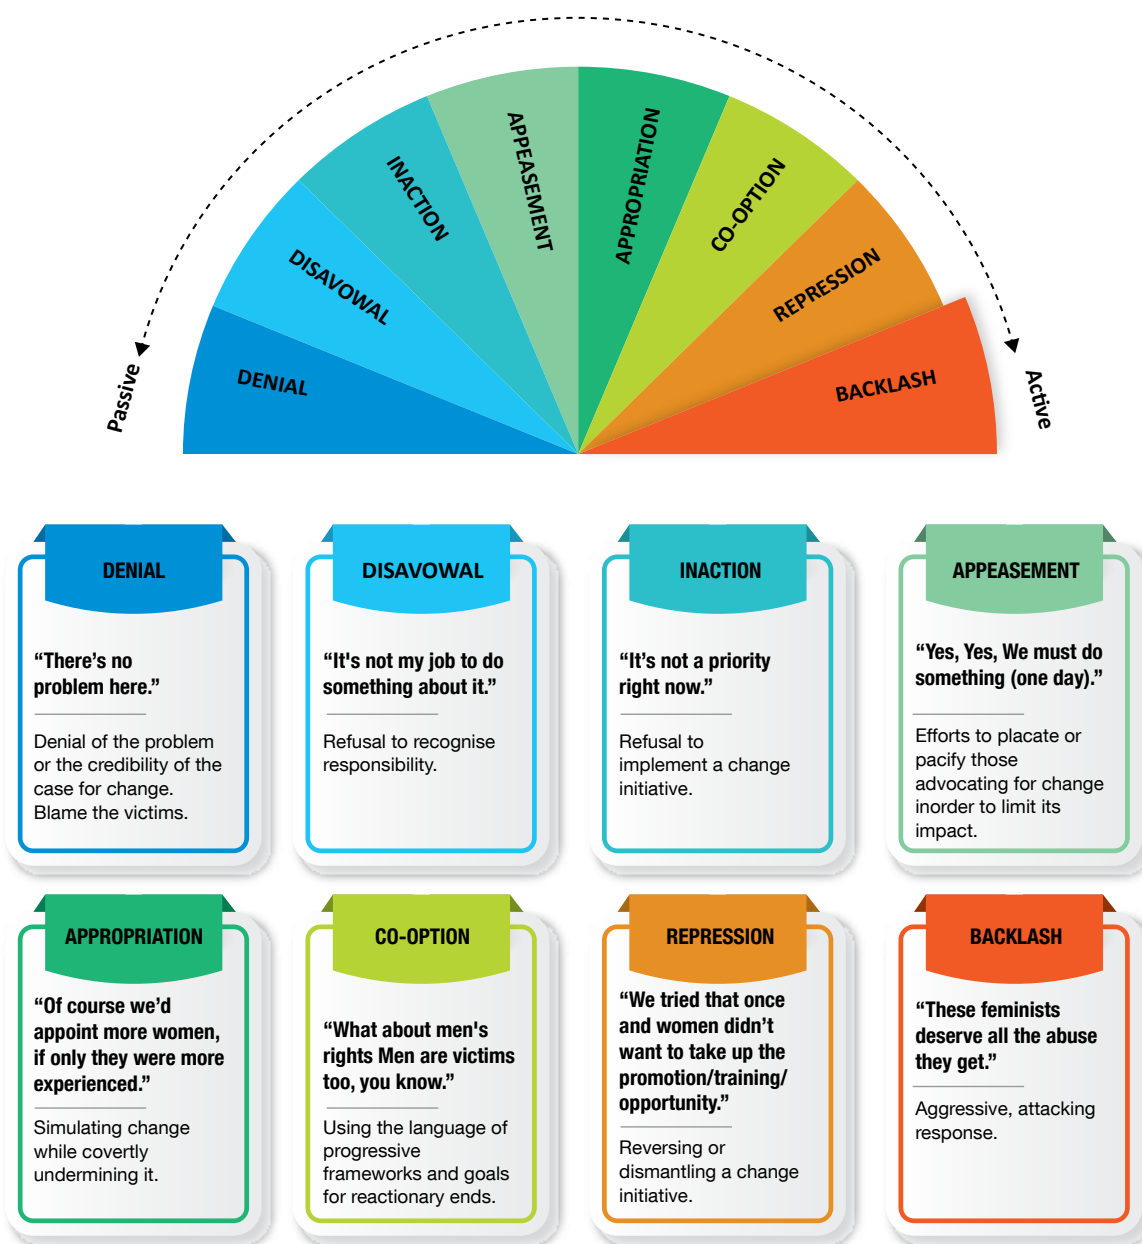 Passive
DENIAL
DISAVOWAL
INACTION
APPEASEMENT
APPROPRIATION
CO-OPTION
REPRESSION
BACKLASH
Active
DENIAL
“There’s no
problem here.”
Denial of the problem
or the credibility of the
case for change.
Blame the victims.
DISAVOWAL
“It's not my job to do
something about it.”
Refusal to recognise
responsibility.
INACTION
“It’s not a priority
right now.”
Refusal to
implement a change
initiative.
APPEASEMENT
“Yes, Yes, We must do
something (one day).”
Efforts to placate or
pacify those
advocating for change
inorder to limit its
impact.
APPROPRIATION
“Of course we’d
appoint more women,
if only they were more
experienced.”
Simulating change
while covertly
undermining it.
CO-OPTION
“What about men's
rights Men are victims
too, you know.”
Using the language of
progressive
frameworks and goals
for reactionary ends.
REPRESSION
“We tried that once
and women didn’t
want to take up the
promotion/training/
opportunity.”
Reversing or
dismantling a change
initiative.
BACKLASH
“These feminists
deserve all the abuse
they get.”
Aggressive, attacking
response.